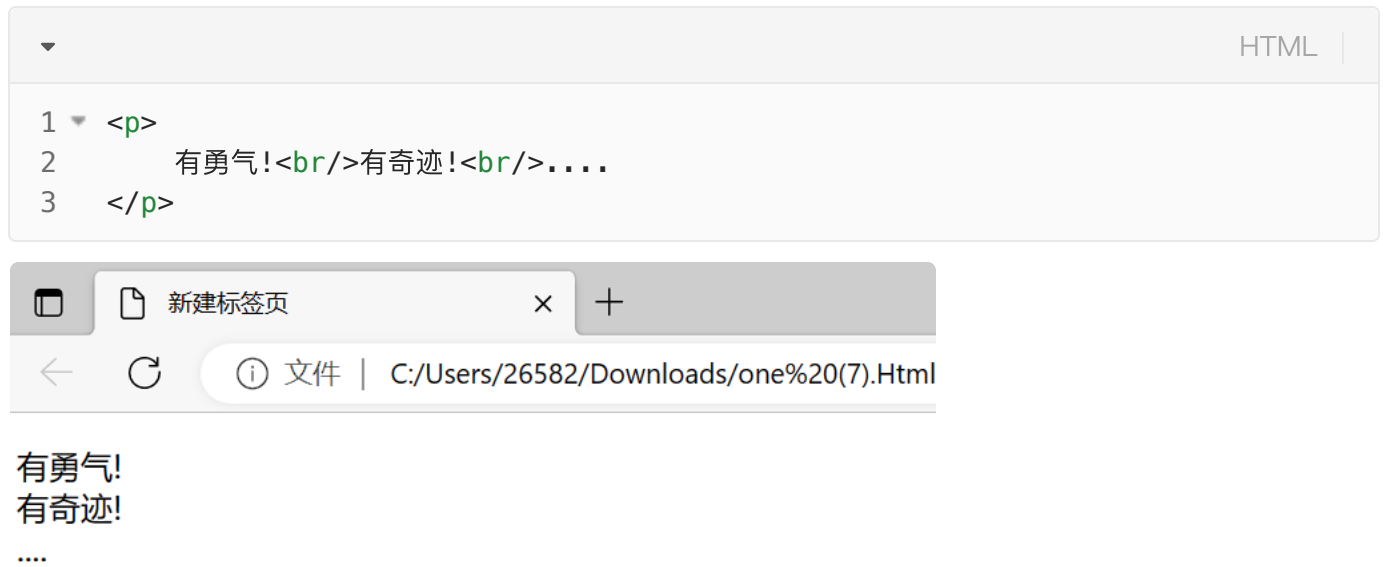 HTML
1 <p>
2 有勇气!<br/>有奇迹!<br/>....
3 </p>
新建标签页
文件 | C:/Users/26582/Downloads/one%20(7).Html
有勇气!
有奇迹!
....